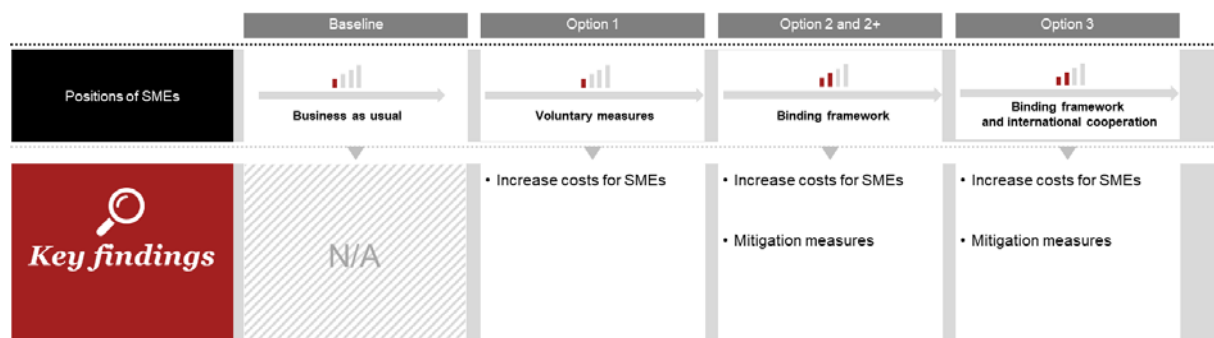 Baseline
Option 1
Option 2 and 2+
Option 3
Positions of SMEs
Business as usual
Voluntary measures
Binding framework
Binding framework
and international cooperation
Key findings
N/A
• Increase costs for SMEs
• Increase costs for SMEs
• Mitigation measures
• Increase costs for SMEs
• Mitigation measures